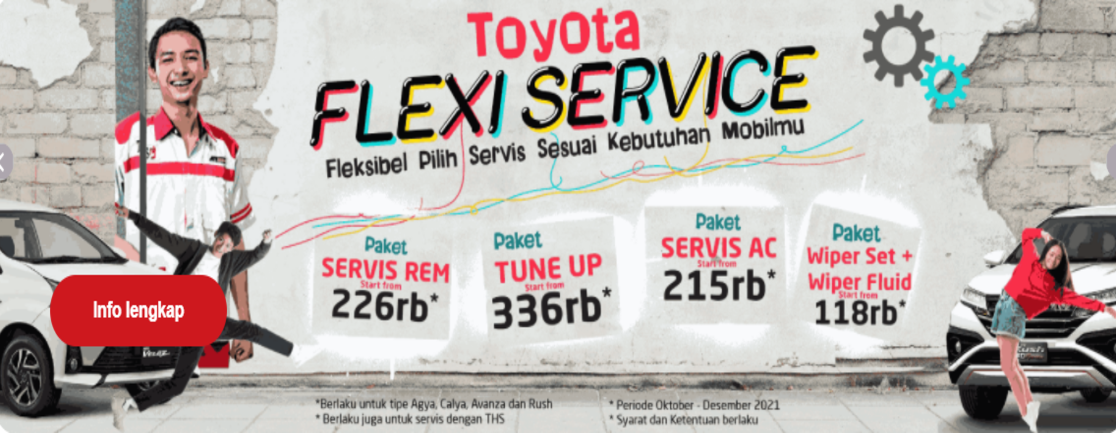 Toyota
FLEXI SERVICE
Fleksibel Pilih Servis Sesuai Kebutuhan Mobilmu
Paket
SERVIS REM
Start from
226rb*
Paket
TUNE UP
Start from
336rb*
Paket
SERVIS AC
Start from
215rb*
Paket
Wiper Set +
Wiper Fluid
Start from
118rb*
Info lengkap
Rush
*Berlaku untuk tipe Agya, Calya, Avanza dan Rush
* Berlaku juga untuk servis dengan THS
* Periode Oktober - Desember 2021
* Syarat dan Ketentuan berlaku